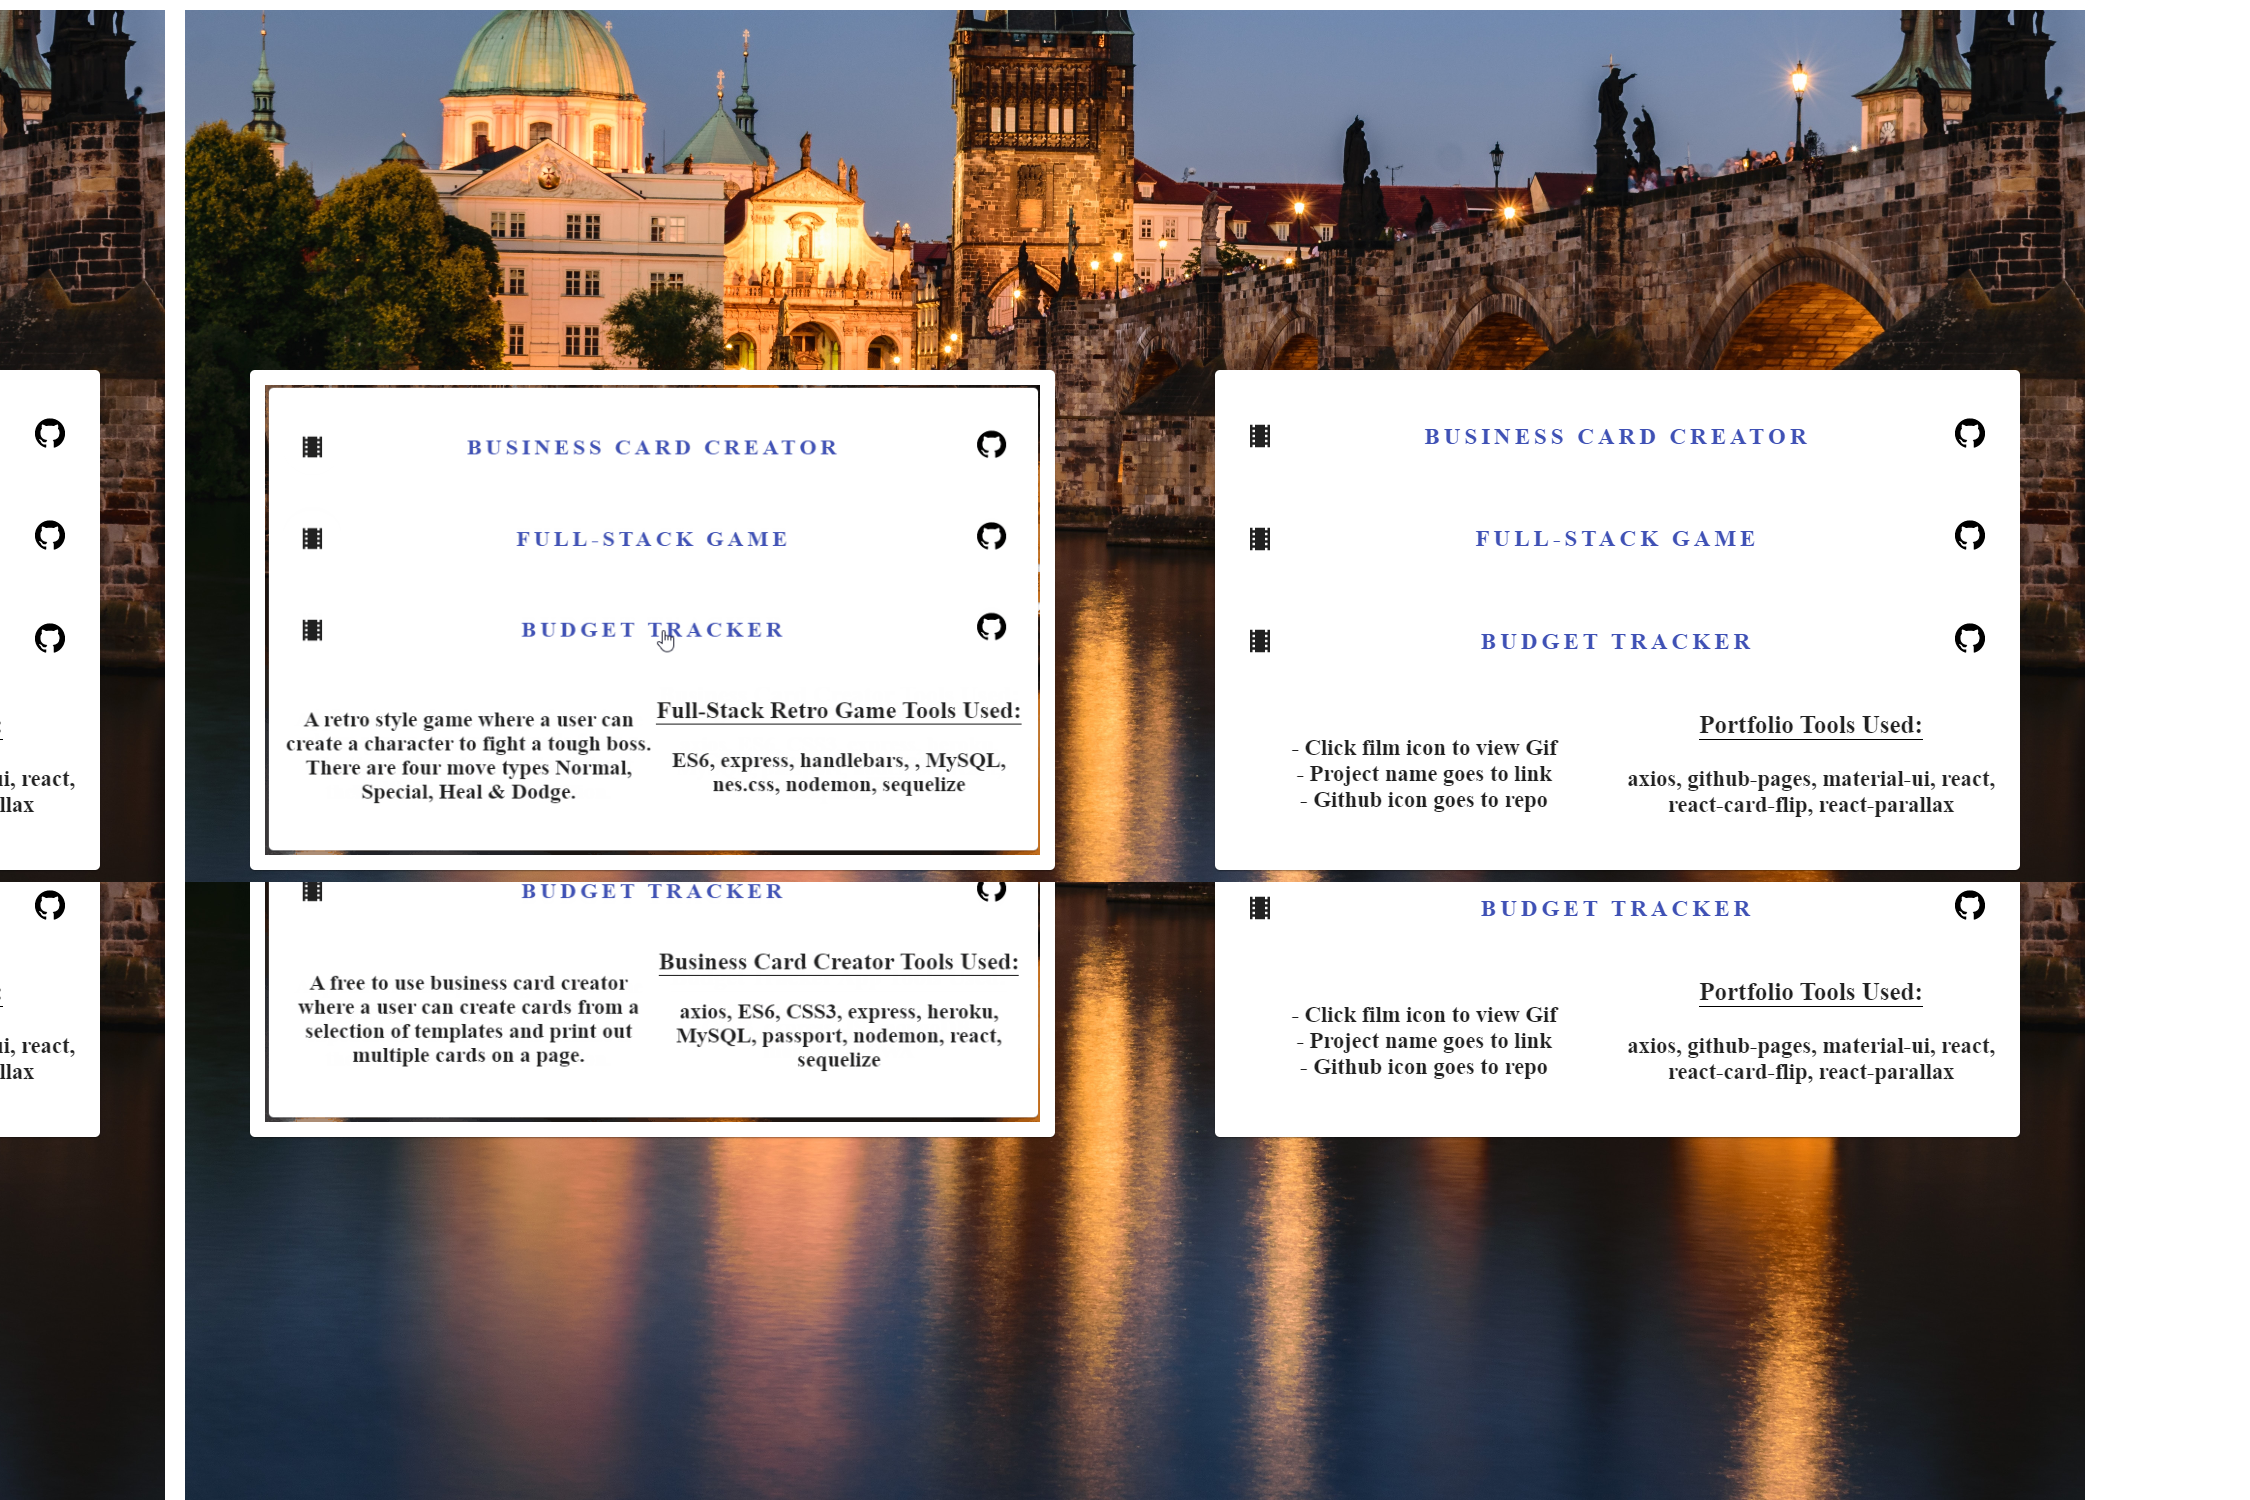 BUSINESS CARD CREATOR
FULL-STACK GAME
BUDGET TRACKER
A retro style game where a user can
create a character to fight a tough boss.
There are four move types Normal,
Special, Heal & Dodge.
Full-Stack Retro Game Tools Used:
ES6, express, handlebars, , MySQL,
nes.css, nodemon, sequelize
BUSINESS CARD CREATOR
FULL-STACK GAME
BUDGET TRACKER
- Click film icon to view Gif
- Project name goes to link
- Github icon goes to repo
Portfolio Tools Used:
axios, github-pages, material-ui, react,
react-card-flip, react-parallax
react,
BUDGET TRACKER
A free to use business card creator
where a user can create cards from a
selection of templates and print out
multiple cards on a page.
Business Card Creator Tools Used:
axios, ES6, CSS3, express, heroku,
MySQL, passport, nodemon, react,
sequelize
BUDGET TRACKER
- Click film icon to view Gif
- Project name goes to link
- Github icon goes to repo
Portfolio Tools Used:
axios, github-pages, material-ui, react,
react-card-flip, react-parallax
react,